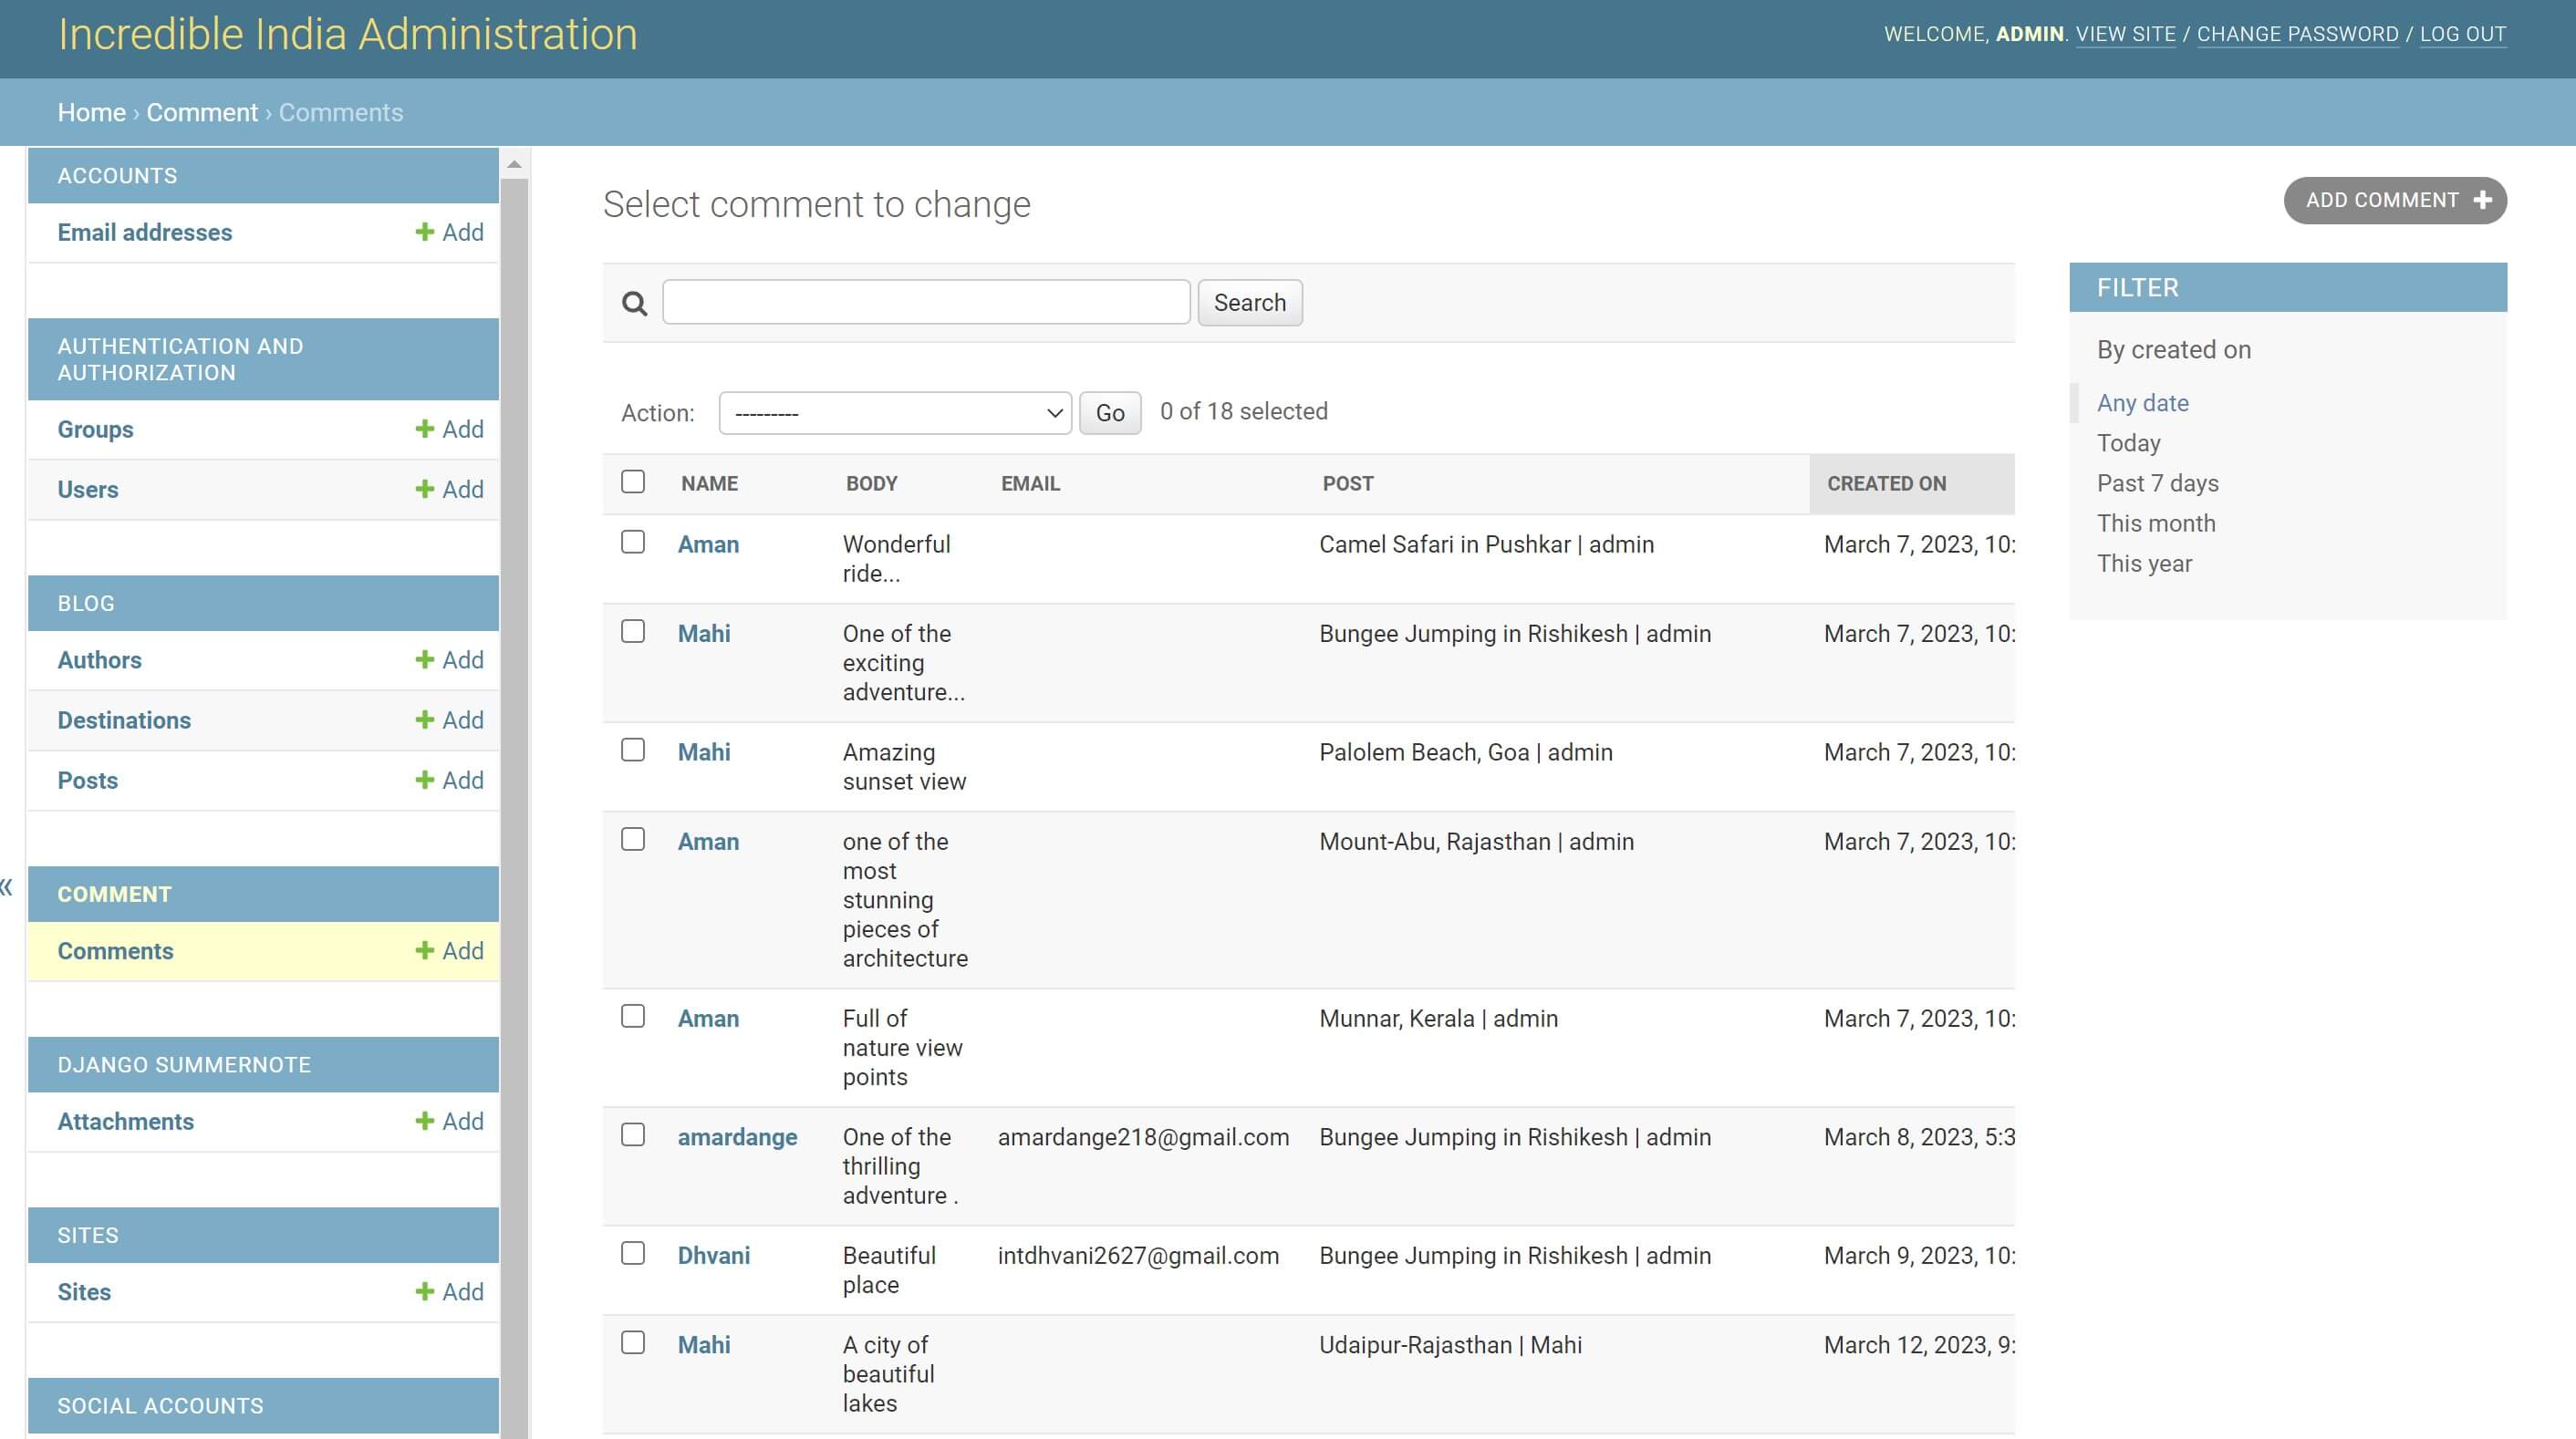 Incredible India Administration
WELCOME, ADMIN. VIEW SITE / CHANGE PASSWORD / LOG OUT
Home › Comment › Comments
ACCOUNTS
Email addresses + Add
AUTHENTICATION AND
AUTHORIZATION
Groups + Add
Users + Add
BLOG
Authors + Add
Destinations + Add
Posts + Add
«
COMMENT
Comments + Add
DJANGO SUMMERNOTE
Attachments + Add
SITES
Sites + Add
SOCIAL ACCOUNTS
Select comment to change
ADD COMMENT +
Search
Action: --------- Go 0 of 18 selected
NAME BODY EMAIL POST CREATED ON
Aman Wonderful Camel Safari in Pushkar | admin March 7, 2023, 10:
ride...
Mahi One of the Bungee Jumping in Rishikesh | admin March 7, 2023, 10:
exciting
adventure...
Mahi Amazing Palolem Beach, Goa | admin March 7, 2023, 10:
sunset view
Aman one of the Mount-Abu, Rajasthan | admin March 7, 2023, 10:
most
stunning
pieces of
architecture
Aman Full of Munnar, Kerala | admin March 7, 2023, 10:
nature view
points
amardange One of the amardange218@gmail.com Bungee Jumping in Rishikesh | admin March 8, 2023, 5:3
thrilling
adventure .
Dhvani Beautiful intdhvani2627@gmail.com Bungee Jumping in Rishikesh | admin March 9, 2023, 10:
place
Mahi A city of Udaipur-Rajasthan | Mahi March 12, 2023, 9:
beautiful
lakes
FILTER
By created on
Any date
Today
Past 7 days
This month
This year